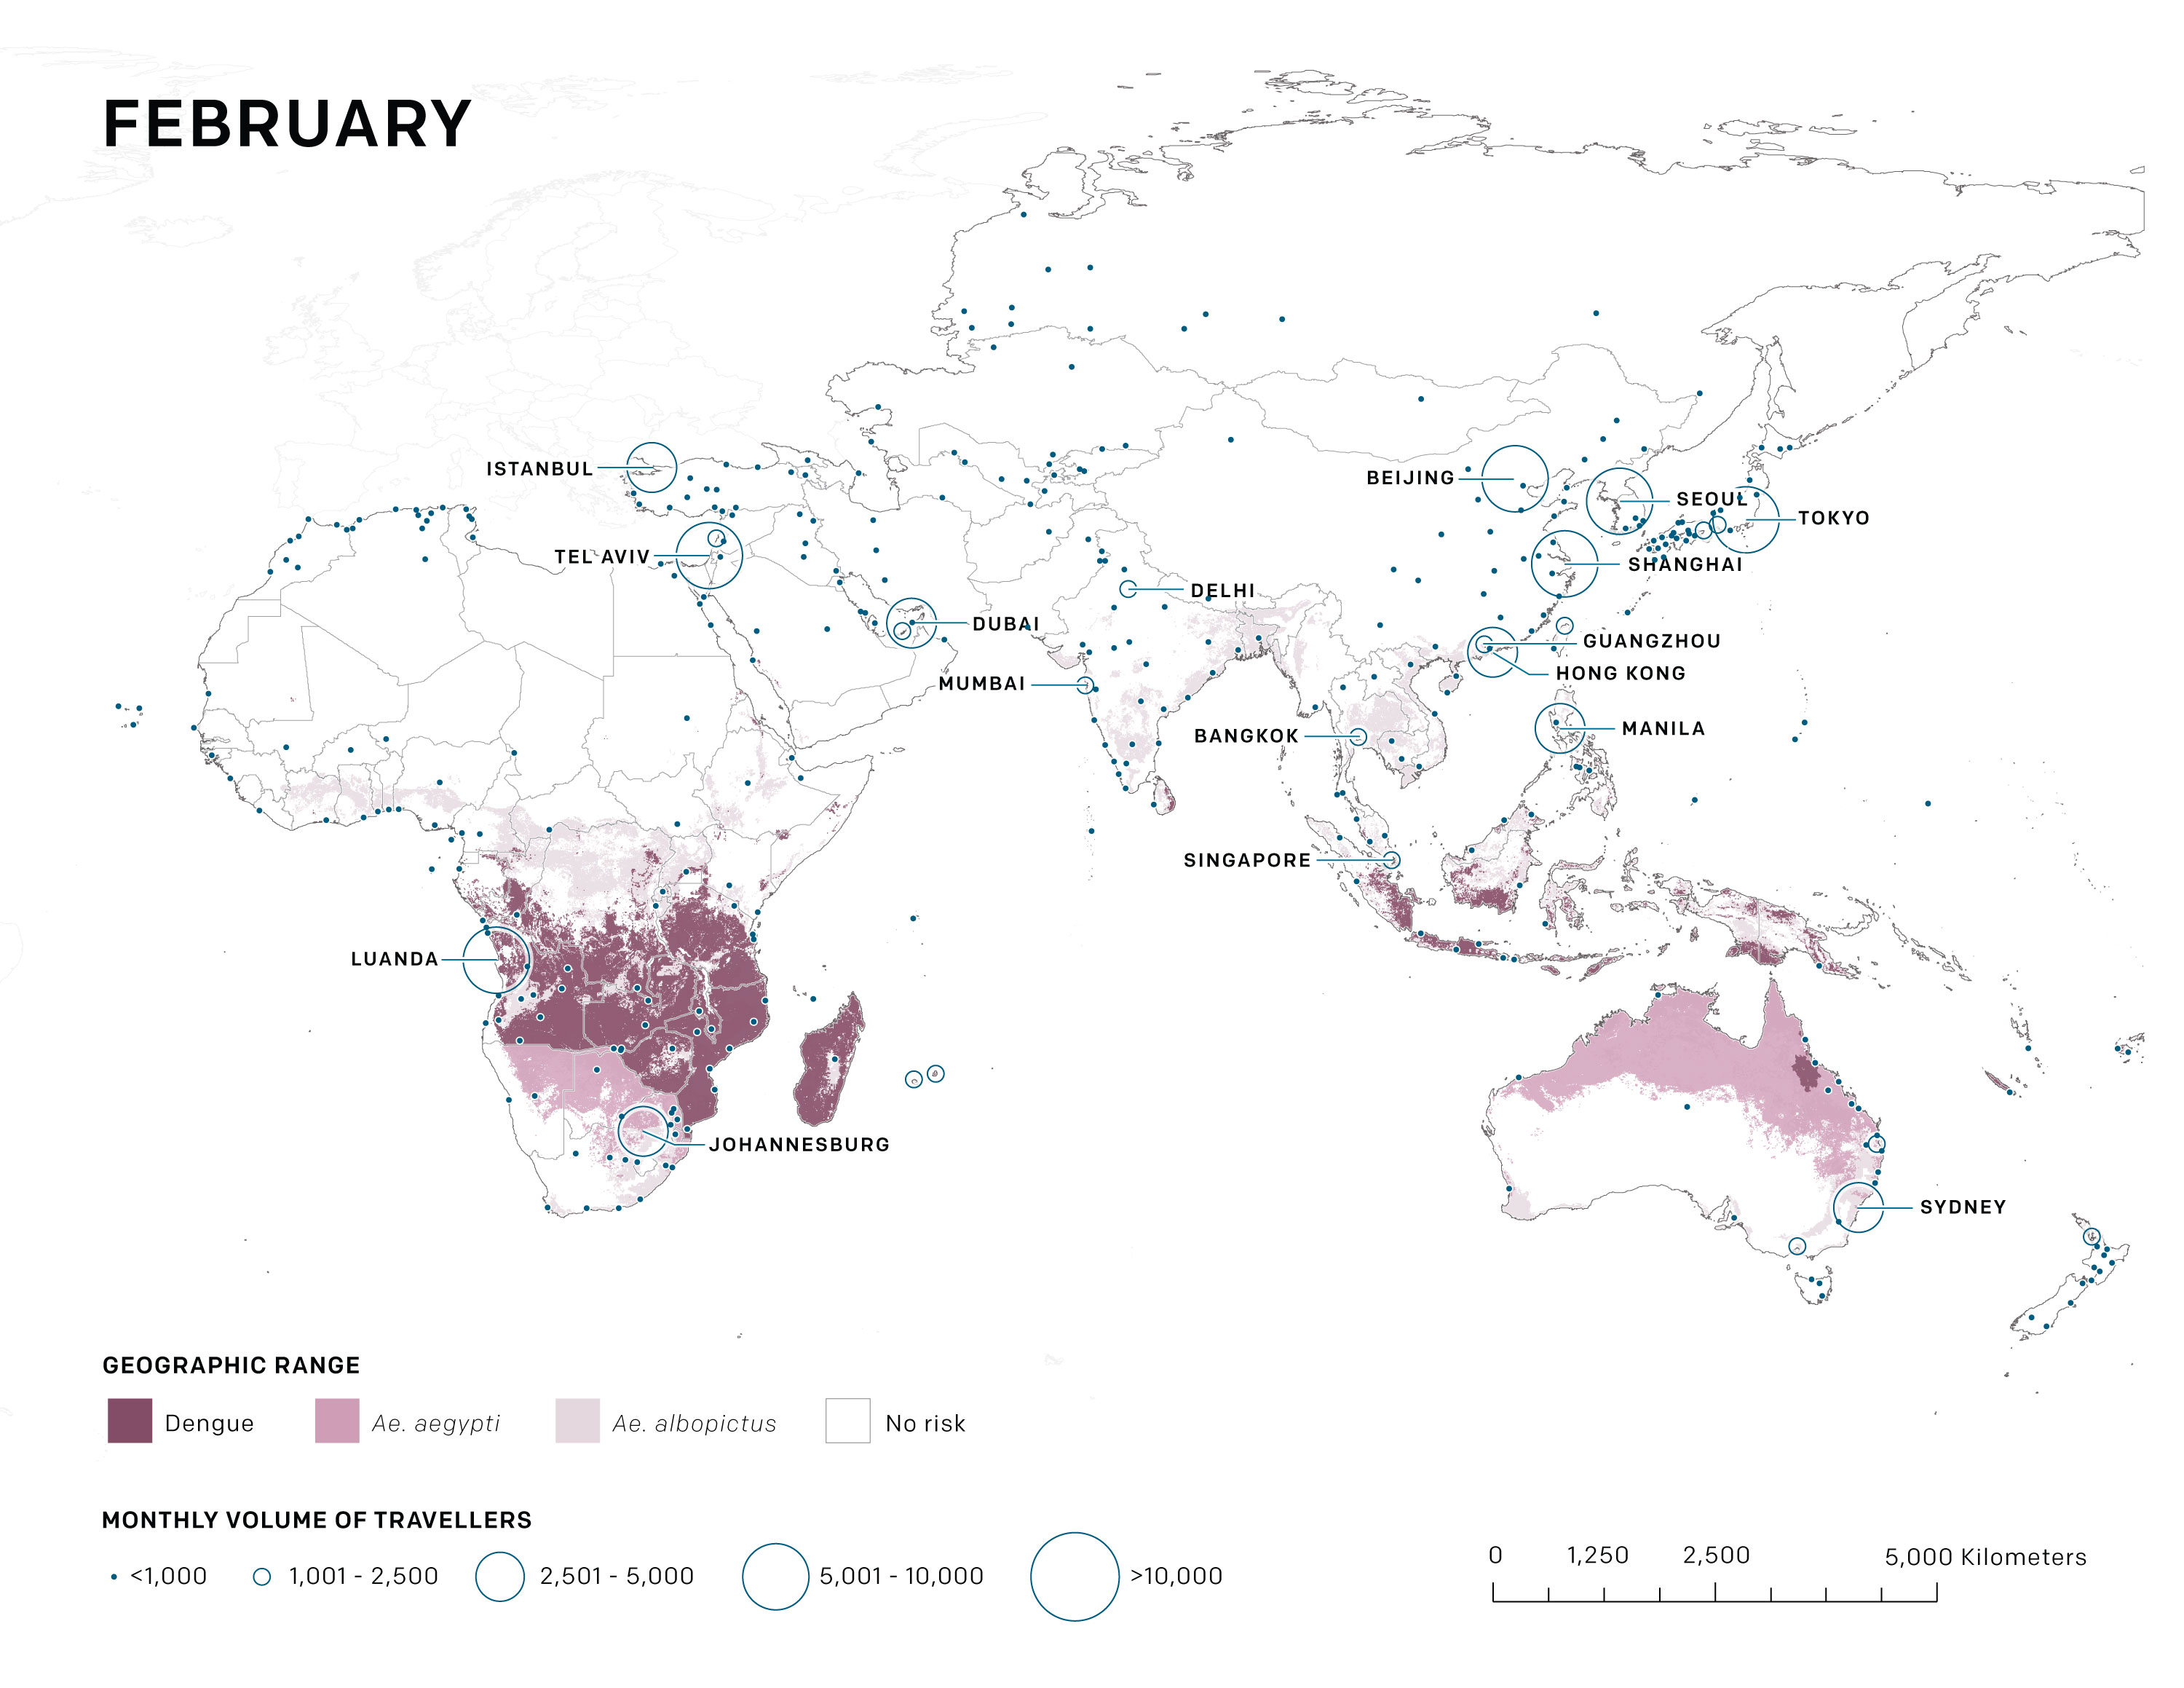 FEBRUARY
ISTANBUL
BEIJING
SEOUL
TOKYO
TEL AVIV
SHANGHAI
DELHI
DUBAI
GUANGZHOU
HONG KONG
MUMBAI
MANILA
BANGKOK
SINGAPORE
LUANDA
JOHANNESBURG
SYDNEY
GEOGRAPHIC RANGE
Dengue Ae. aegypti Ae. albopictus No risk
MONTHLY VOLUME OF TRAVELLERS
<1,000 1,001 - 2,500 2,501 - 5,000 5,001 - 10,000 >10,000
0 1,250 2,500 5,000 Kilometers